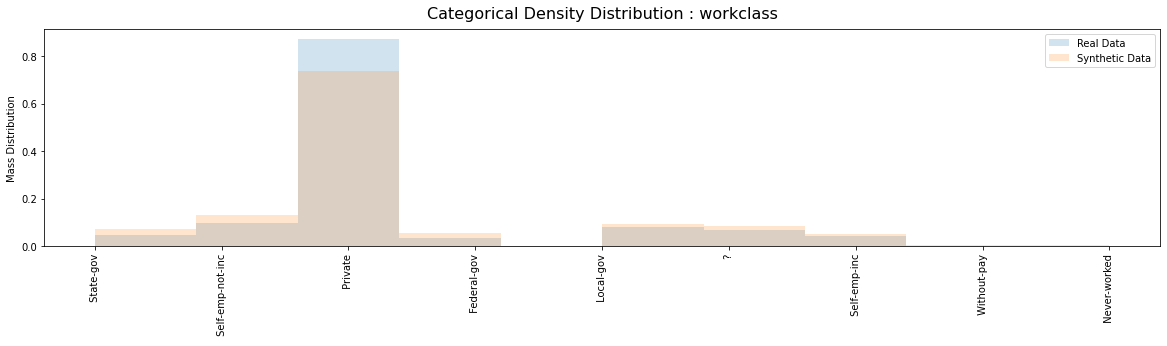 Categorical Density Distribution : workclass
Real Data
Synthetic Data
Mass Distribution
0.8
0.6
0.4
0.2
0.0
State-gov
Self-emp-not-inc
Private
Federal-gov
Local-gov
?
Self-emp-inc
Without-pay
Never-worked